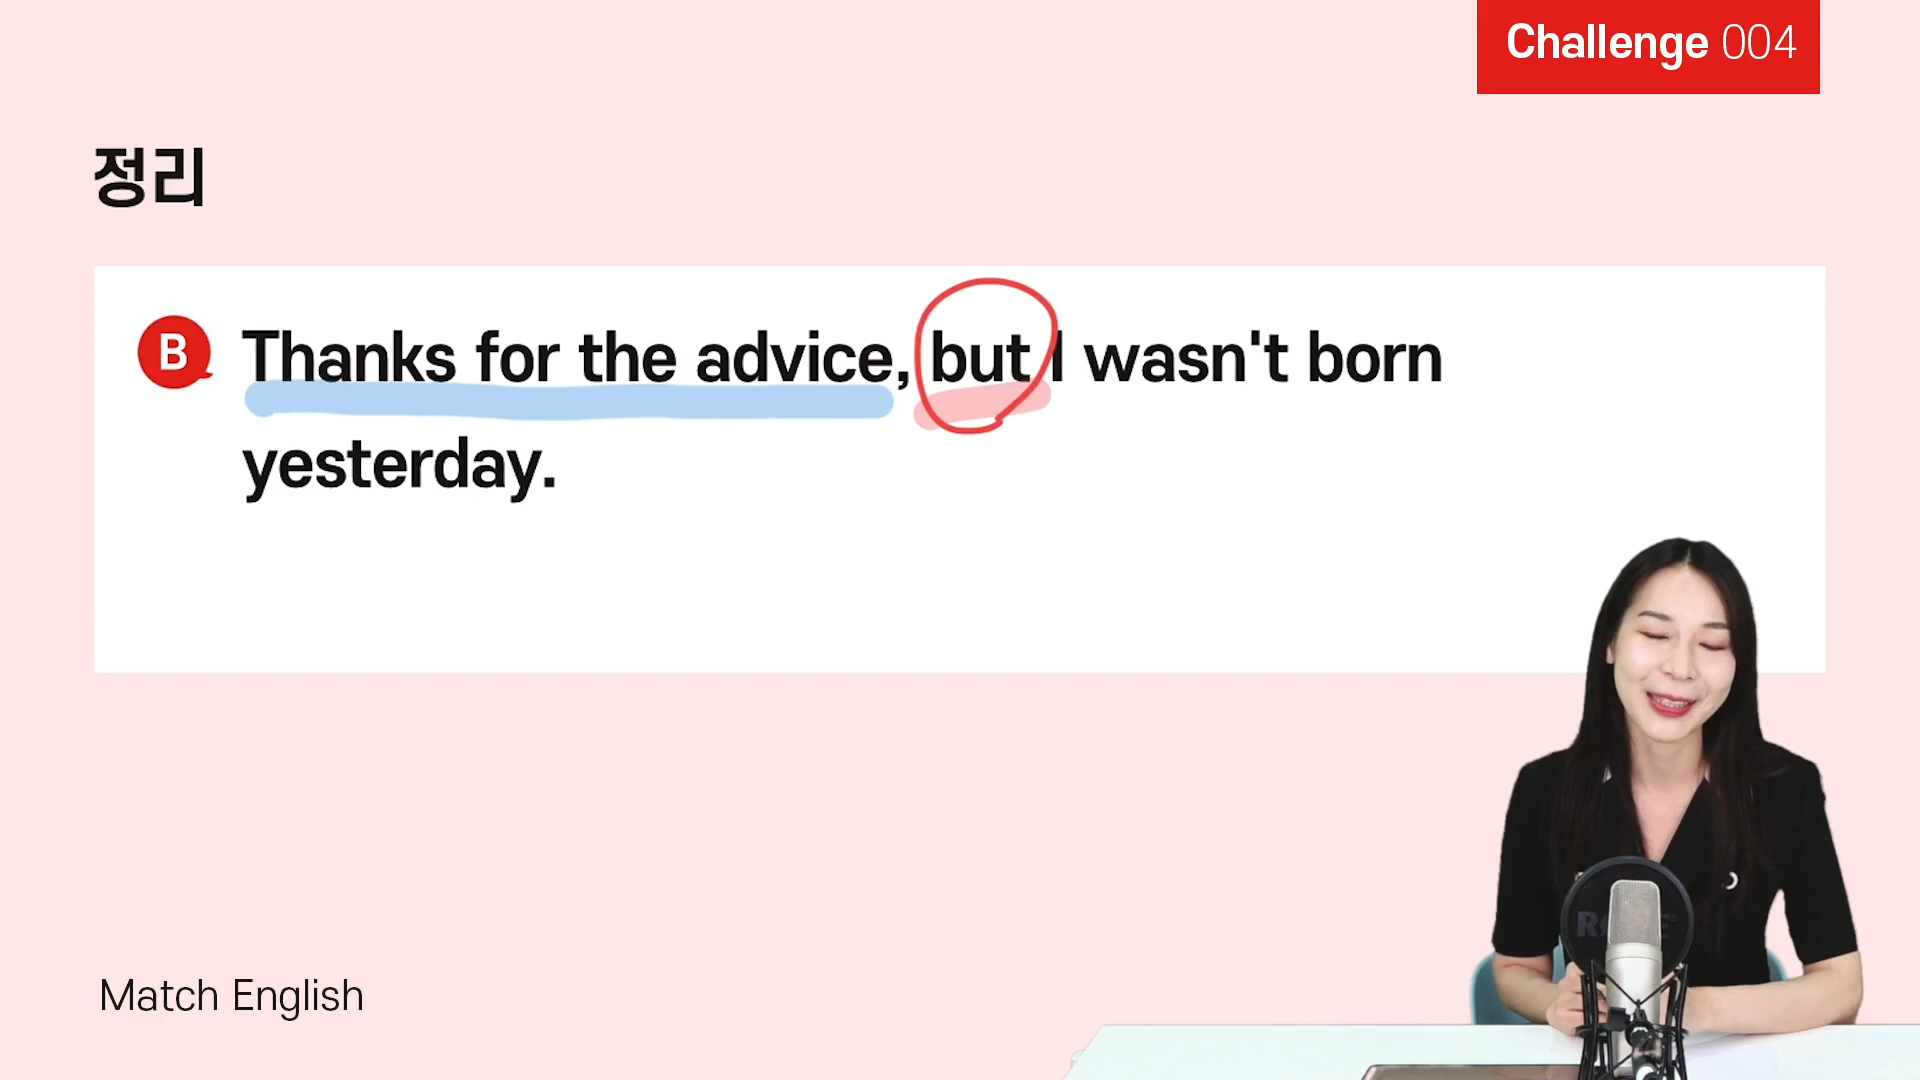 Challenge 004
정리
B Thanks for the advice, but I wasn't born
yesterday.
Match English